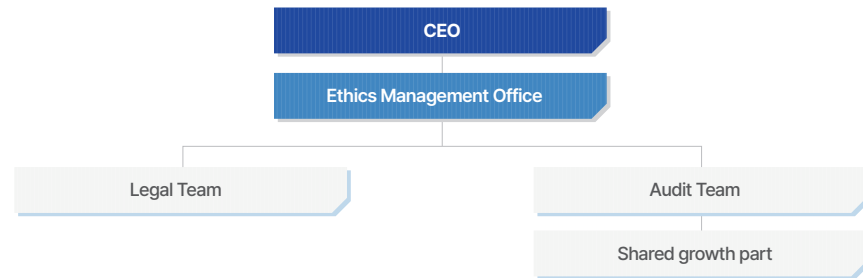 CEO
Ethics Management Office
Legal Team
Audit Team
Shared growth part